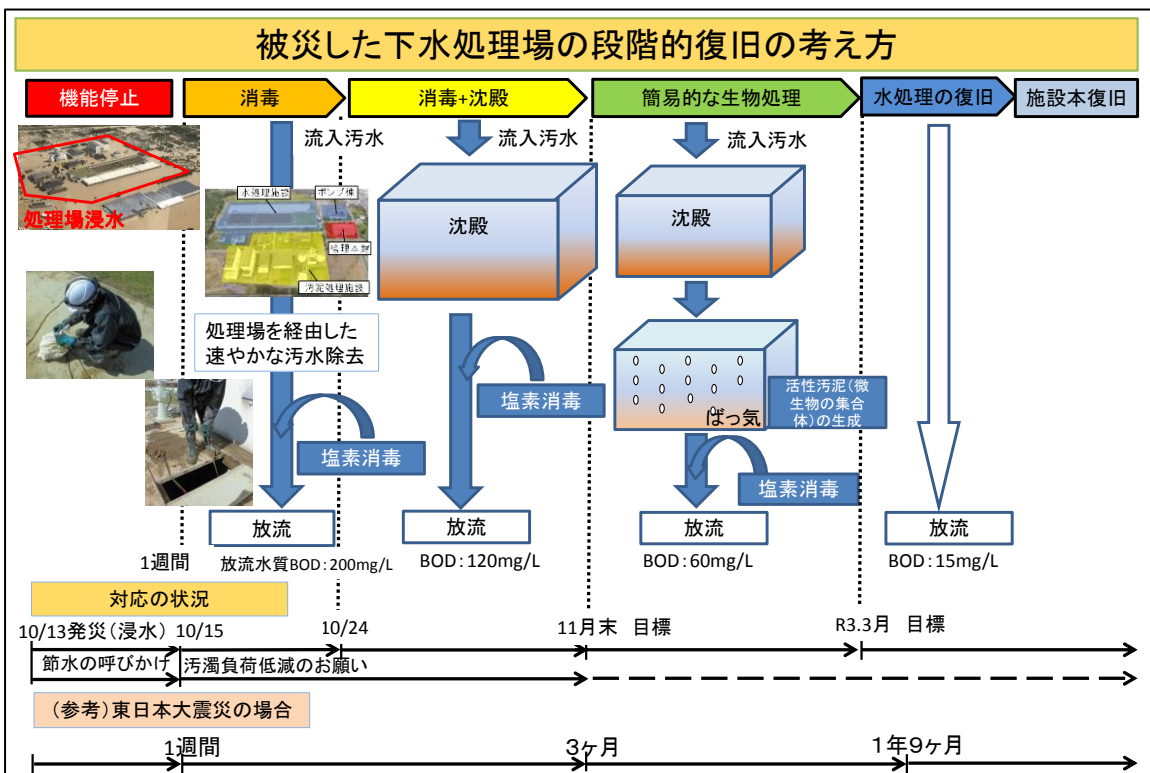 被災した下水処理場の段階的復旧の考え方
機能停止
消毒
消毒+沈殿
簡易的な生物処理
水処理の復旧
施設本復旧
処理場浸水
流入汚水
水処理施設
ポンプ棟
管理本館
汚泥処理施設
処理場を経由した
速やかな汚水除去
塩素消毒
放流
放流水質BOD:200mg/L
流入汚水
沈殿
塩素消毒
放流
BOD:120mg/L
流入汚水
沈殿
ばっ気
活性汚泥(微
生物の集合
体)の生成
塩素消毒
放流
BOD:60mg/L
放流
BOD:15mg/L
1週間
対応の状況
10/13発災(浸水)
10/15
10/24
11月末 目標
R3.3月 目標
節水の呼びかけ
汚濁負荷低減のお願い
(参考)東日本大震災の場合
1週間
3ヶ月
1年9ヶ月